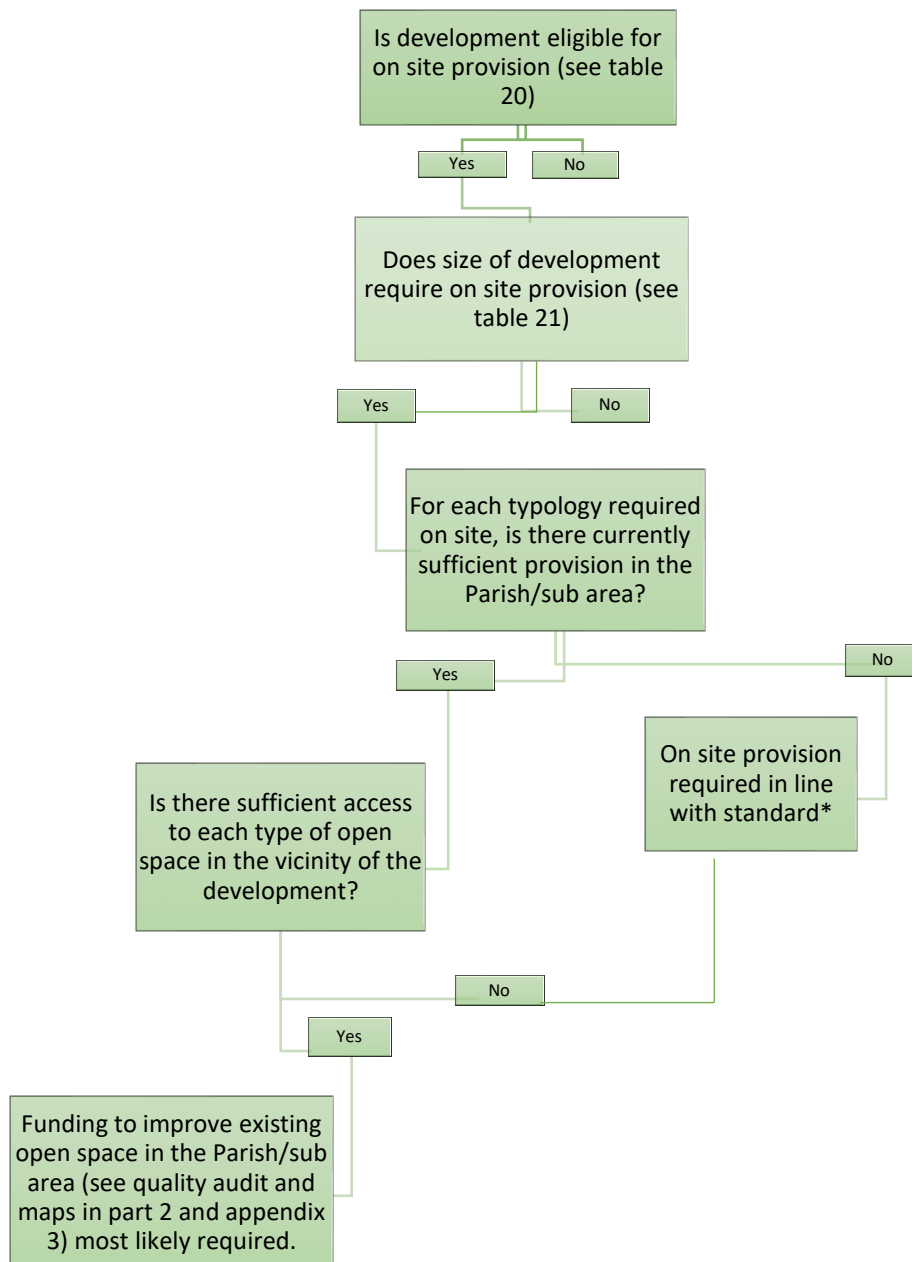 Is development eligible for
on site provision (see table
20)
Yes
No
Does size of development
require on site provision (see
table 21)
Yes
No
For each typology required
on site, is there currently
sufficient provision in the
Parish/sub area?
No
Yes
On site provision
required in line
with standard*
Is there sufficient access
to each type of open
space in the vicinity of the
development?
No
Yes
Funding to improve existing
open space in the Parish/sub
area (see quality audit and
maps in part 2 and appendix
3) most likely required.